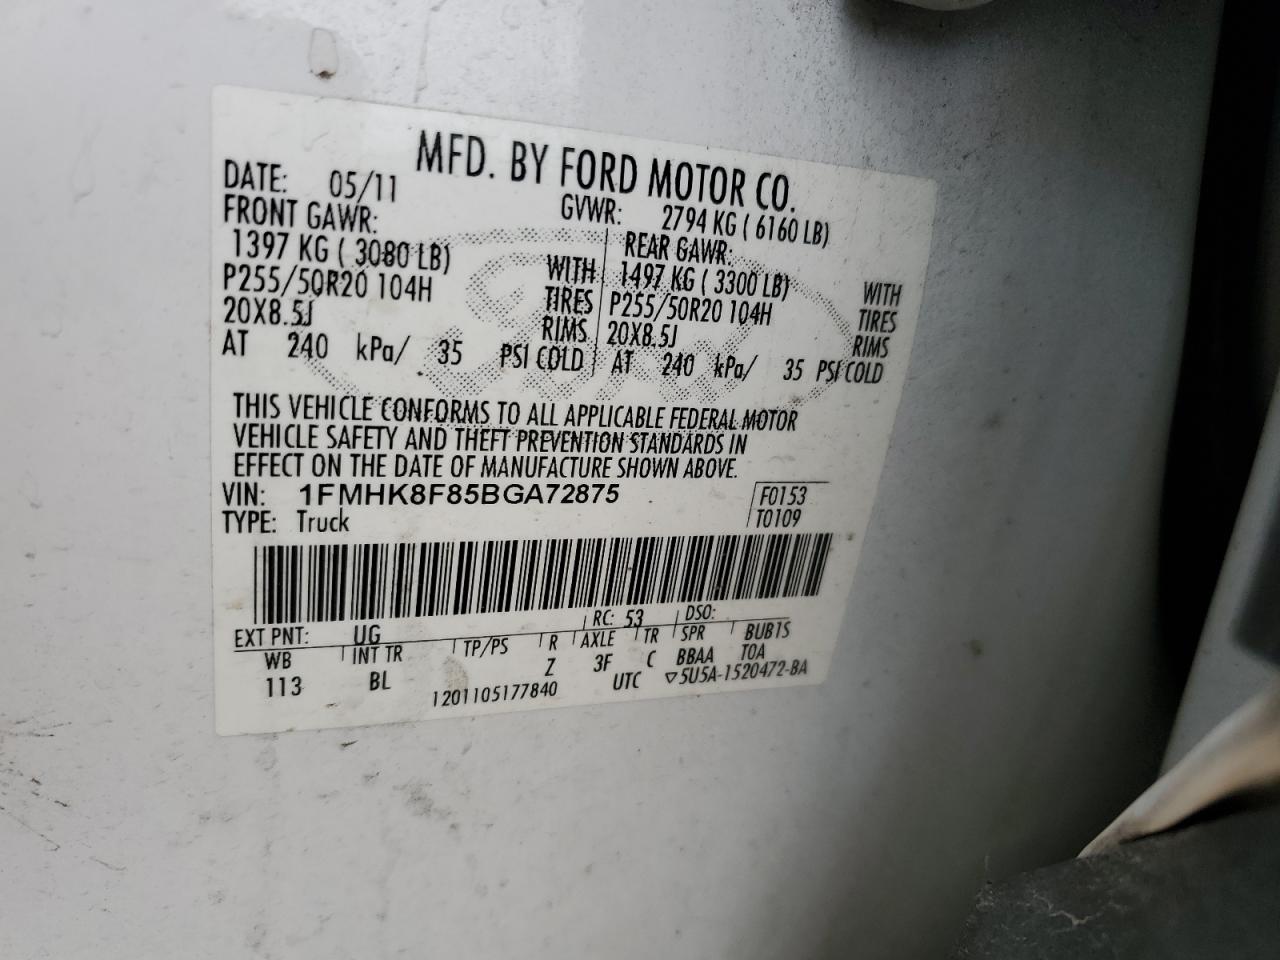 MFD. BY FORD MOTOR CO.
DATE: 05/11 GVWR: 2794 KG ( 6160 LB)
FRONT GAWR: REAR GAWR:
1397 KG ( 3080 LB) WITH 1497 KG ( 3300 LB) WITH
P255/50R20 104H TIRES P255/50R20 104H TIRES
20X8.5J RIMS 20X8.5J RIMS
AT 240 kPa/ 35 PSI COLD AT 240 kPa/ 35 PSI COLD
THIS VEHICLE CONFORMS TO ALL APPLICABLE FEDERAL MOTOR
VEHICLE SAFETY AND THEFT PREVENTION STANDARDS IN
EFFECT ON THE DATE OF MANUFACTURE SHOWN ABOVE.
VIN: 1FMHK8F85BGA72875 F0153
TYPE: Truck T0109
EXT PNT: UG RC: 53 DSO:
WB INT TR TP/PS R AXLE TR SPR BUB1S
113 BL Z 3F C BBAA TOA
1201105177840 UTC ▽5U5A-1520472-BA